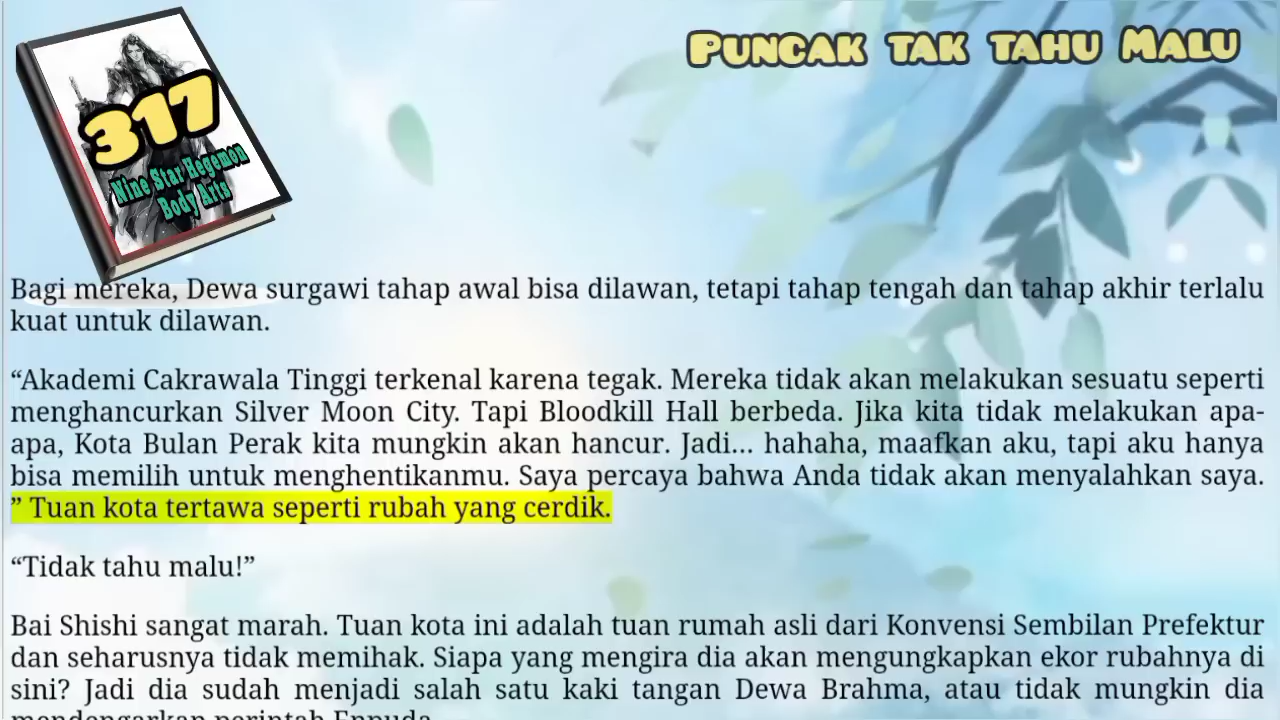 PUNCAK TAK TAHU MALU
317
Nine Star Hegemon
Body Arts
Bagi mereka, Dewa surgawi tahap awal bisa dilawan, tetapi tahap tengah dan tahap akhir terlalu
kuat untuk dilawan.
“Akademi Cakrawala Tinggi terkenal karena tegak. Mereka tidak akan melakukan sesuatu seperti
menghancurkan Silver Moon City. Tapi Bloodkill Hall berbeda. Jika kita tidak melakukan apa-
apa, Kota Bulan Perak kita mungkin akan hancur. Jadi… hahaha, maafkan aku, tapi aku hanya
bisa memilih untuk menghentikanmu. Saya percaya bahwa Anda tidak akan menyalahkan saya.
” Tuan kota tertawa seperti rubah yang cerdik.
“Tidak tahu malu!”
Bai Shishi sangat marah. Tuan kota ini adalah tuan rumah asli dari Konvensi Sembilan Prefektur
dan seharusnya tidak memihak. Siapa yang mengira dia akan mengungkapkan ekor rubahnya di
sini? Jadi dia sudah menjadi salah satu kaki tangan Dewa Brahma, atau tidak mungkin dia
mendengarkan perintah Enpuda.